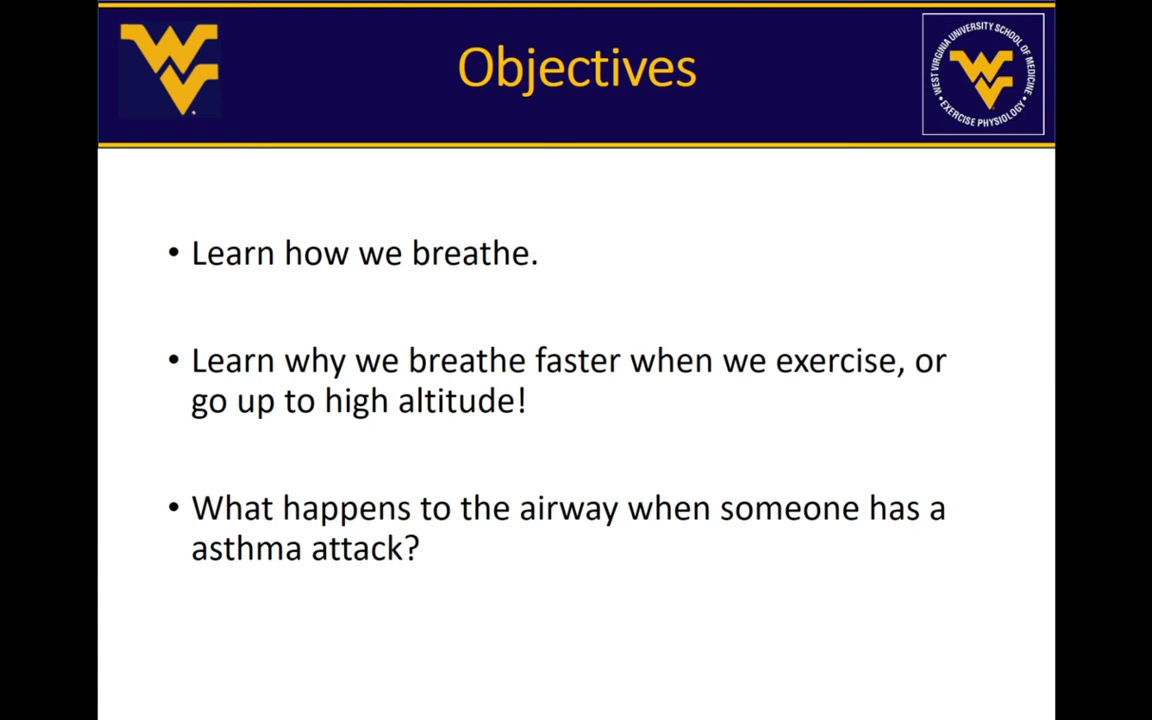 Objectives
WEST VIRGINIA UNIVERSITY SCHOOL OF MEDICINE
• EXERCISE PHYSIOLOGY •
• Learn how we breathe.
• Learn why we breathe faster when we exercise, or
go up to high altitude!
• What happens to the airway when someone has a
asthma attack?